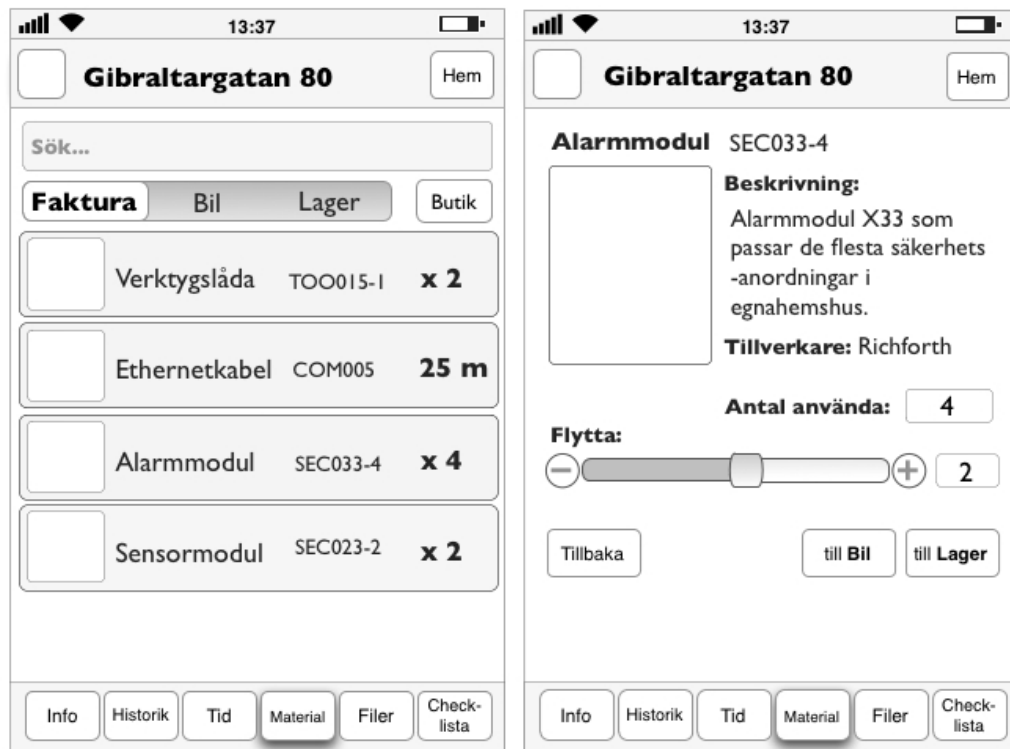 13:37
Gibraltargatan 80
Hem
Sök...
Faktura Bil Lager Butik
Verktygslåda TOO015-1 x 2
Ethernetkabel COM005 25 m
Alarmmodul SEC033-4 x 4
Sensormodul SEC023-2 x 2
Info Historik Tid Material Filer Check-
lista
13:37
Gibraltargatan 80
Hem
Alarmmodul SEC033-4
Beskrivning:
Alarmmodul X33 som
passar de flesta säkerhets
-anordningar i
egnahemshus.
Tillverkare: Richforth
Antal använda: 4
Flytta:
2
Tillbaka till Bil till Lager
Info Historik Tid Material Filer Check-
lista